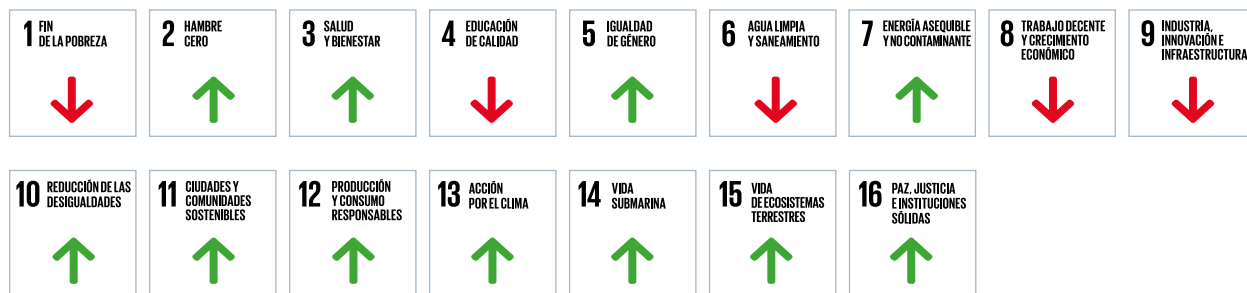 1 FIN
DE LA POBREZA
2 HAMBRE
CERO
3 SALUD
Y BIENESTAR
4 EDUCACIÓN
DE CALIDAD
5 IGUALDAD
DE GÉNERO
6 AGUA LIMPIA
Y SANEAMIENTO
7 ENERGÍA ASEQUIBLE
Y NO CONTAMINANTE
8 TRABAJO DECENTE
Y CRECIMIENTO
ECONÓMICO
9 INDUSTRIA,
INNOVACIÓN E
INFRAESTRUCTURA
10 REDUCCIÓN DE LAS
DESIGUALDADES
11 CIUDADES Y
COMUNIDADES
SOSTENIBLES
12 PRODUCCIÓN
Y CONSUMO
RESPONSABLES
13 ACCIÓN
POR EL CLIMA
14 VIDA
SUBMARINA
15 VIDA
DE ECOSISTEMAS
TERRESTRES
16 PAZ, JUSTICIA
E INSTITUCIONES
SÓLIDAS